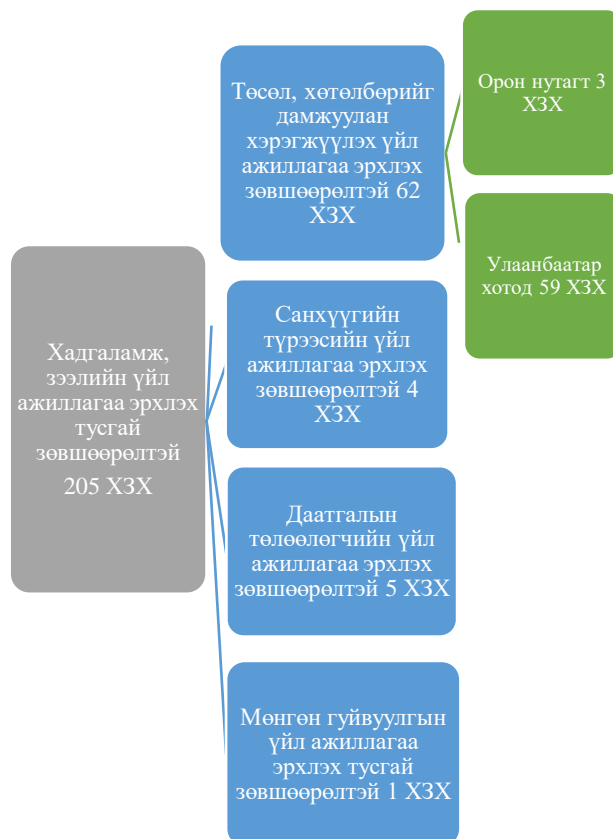 Хадгаламж,
зээлийн үйл
ажиллагаа эрхлэх
тусгай
зөвшөөрөлтэй
205 ХЗХ
Төсөл, хөтөлбөрийг
дамжуулан
хэрэгжүүлэх үйл
ажиллагаа эрхлэх
зөвшөөрөлтэй 62
ХЗХ
Орон нутагт 3
ХЗХ
Улаанбаатар
хотод 59 ХЗХ
Санхүүгийн
түрээсийн үйл
ажиллагаа эрхлэх
зөвшөөрөлтэй 4
ХЗХ
Даатгалын
төлөөлөгчийн үйл
ажиллагаа эрхлэх
зөвшөөрөлтэй 5 ХЗХ
Мөнгөн гуйвуулгын
үйл ажиллагаа
эрхлэх тусгай
зөвшөөрөлтэй 1 ХЗХ